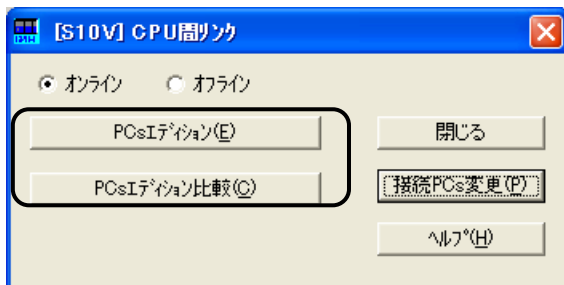 [S10V] CPU間リンク
オンライン オフライン
PCsエディション(E) 閉じる
PCsエディション比較(C) 接続PCs変更(P)
ヘルプ(H)